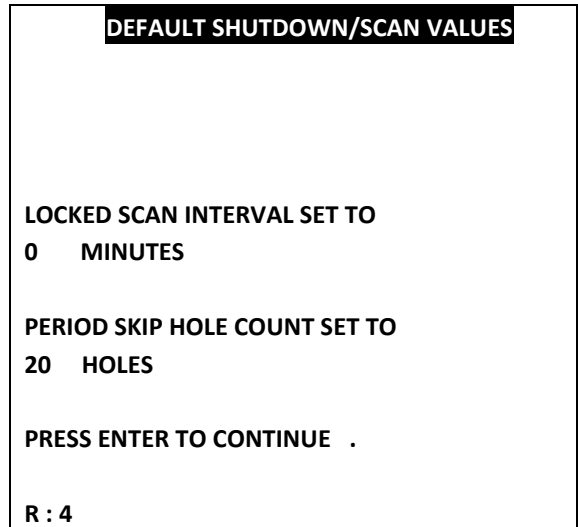 DEFAULT SHUTDOWN/SCAN VALUES
LOCKED SCAN INTERVAL SET TO
0 MINUTES
PERIOD SKIP HOLE COUNT SET TO
20 HOLES
PRESS ENTER TO CONTINUE .
R : 4